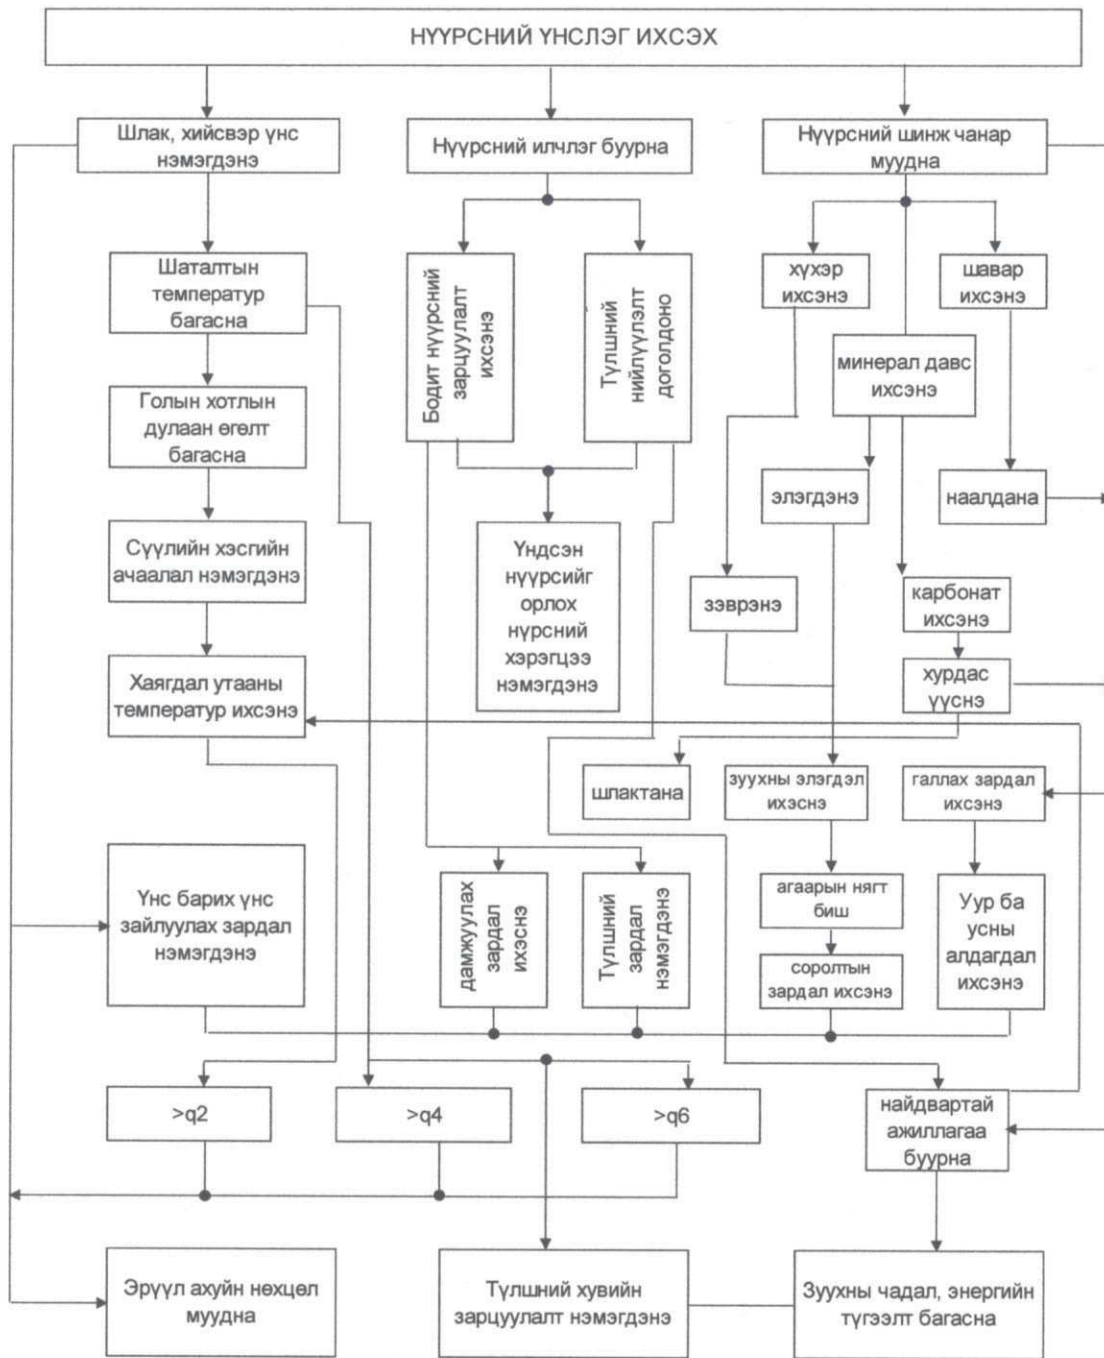 НҮҮРСНИЙ ҮНСЛЭГ ИХСЭХ
Шлак, хийсвэр үнс
нэмэгдэнэ
Нүүрсний илчлэг буурна
Нүүрсний шинж чанар
муудна
Шаталтын
температур
багасна
Бодит нүүрсний
зарцуулалт
ихсэнэ
Түлшний
нийлүүлэлт
доголдоно
хүхэр
ихсэнэ
шавар
ихсэнэ
минерал давс
ихсэнэ
Голын хотлын
дулаан өгөлт
багасна
элэгдэнэ
наалдана
Сүүлийн хэсгийн
ачаалал нэмэгдэнэ
Үндсэн
нүүрсийг
орлох
нүрсний
хэрэгцээ
нэмэгдэнэ
зэврэнэ
карбонат
ихсэнэ
Хаягдал утааны
температур ихсэнэ
хурдас
үүснэ
шлактана
зуухны элэгдэл
ихэснэ
галлах зардал
ихсэнэ
Үнс барих үнс
зайлуулах зардал
нэмэгдэнэ
дамжуулах
зардал
ихэснэ
Түлшний
зардал
нэмэгдэнэ
агаарын нягт
биш
соролтын
зардал ихсэнэ
Уур ба
усны
алдагдал
ихсэнэ
>q2
>q4
>q6
найдвартай
ажиллагаа
буурна
Эрүүл ахуйн нөхцөл
муудна
Түлшний хувийн
зарцуулалт нэмэгдэнэ
Зуухны чадал, энергийн
түгээлт багасна